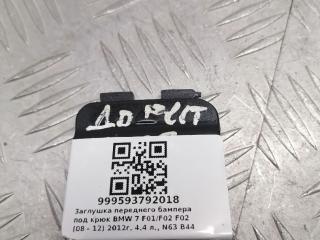 ДО РЕСТ
999593792018
Заглушка переднего бампера
под крюк BMW 7 F01/F02 F02
(08 - 12) 2012г. 4,4 л., N63 B44